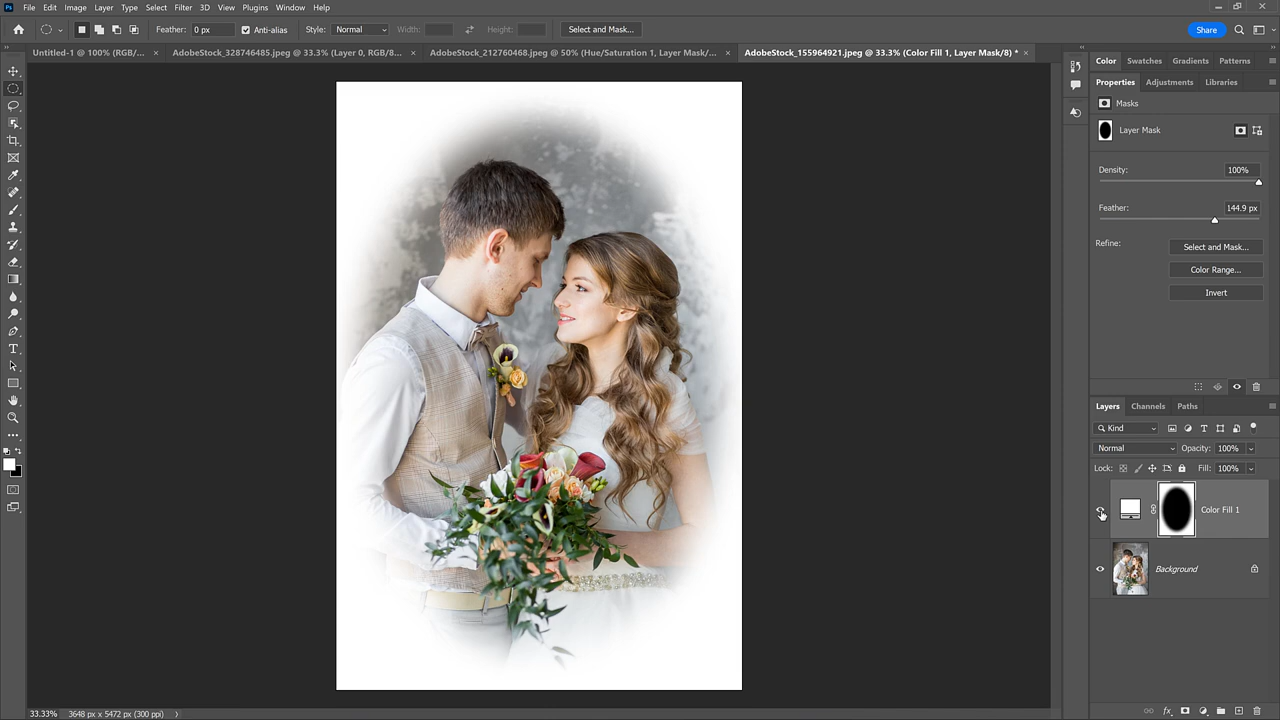 Ps File Edit Image Layer Type Select Filter 3D View Plugins Window Help
Feather: 0 px Anti-alias Style: Normal Width: Height: Select and Mask... Share
Untitled-1 @ 100% (RGB/... × AdobeStock_328746485.jpeg @ 33.3% (Layer 0, RGB/8... × AdobeStock_212760468.jpeg @ 50% (Hue/Saturation 1, Layer Mask/... × AdobeStock_155964921.jpeg @ 33.3% (Color Fill 1, Layer Mask/8) * ×
Color Swatches Gradients Patterns
Properties Adjustments Libraries
Masks
Layer Mask
Density: 100%
Feather: 144.9 px
Refine: Select and Mask...
Color Range...
Invert
Layers Channels Paths
Kind
Normal Opacity: 100%
Lock: Fill: 100%
Color Fill 1
Background
33.33% 3648 px x 5472 px (300 ppi)